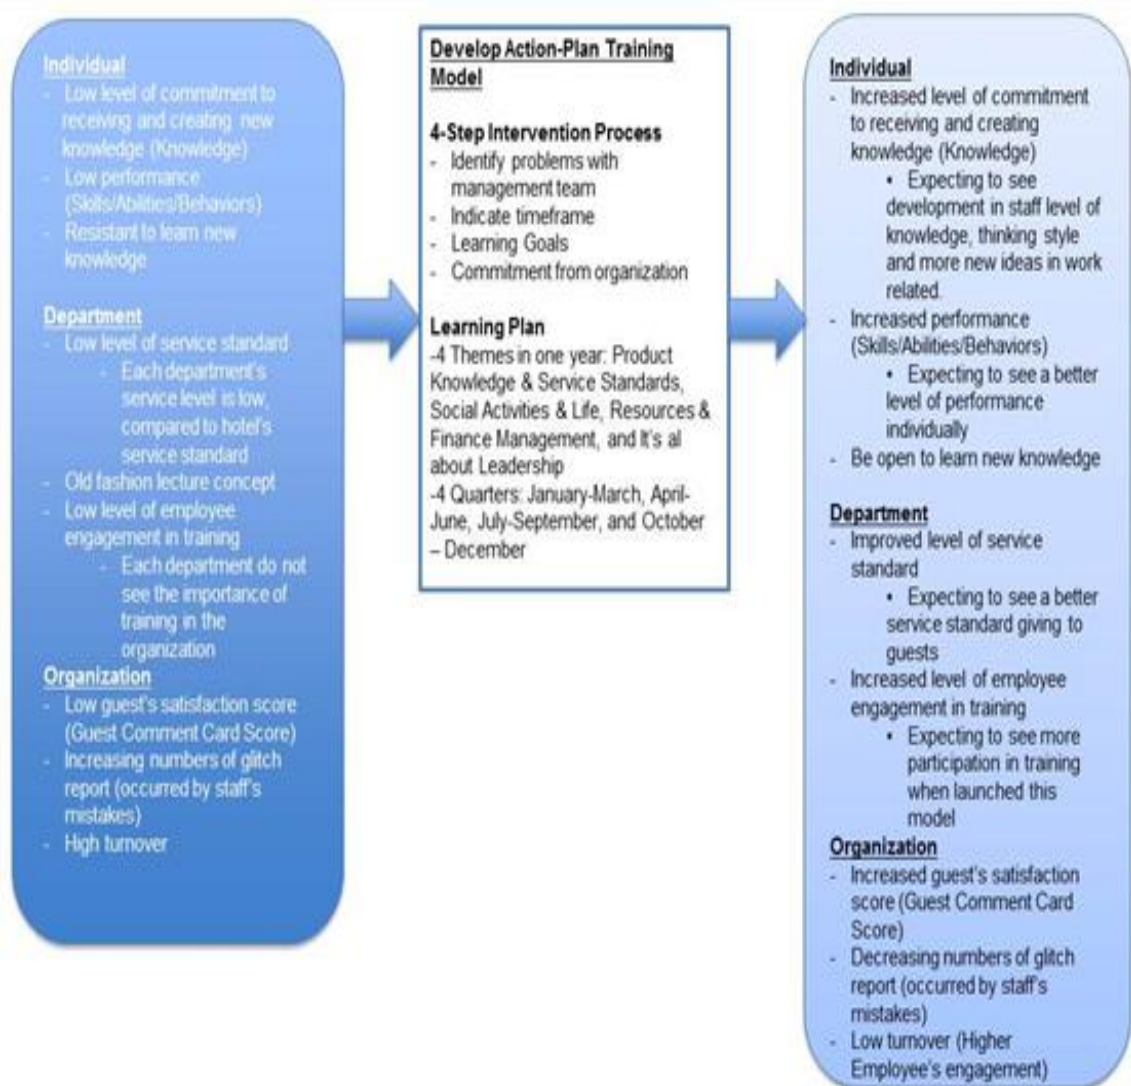 Individual
- Low level of commitment to
receiving and creating new
knowledge (Knowledge)
- Low performance
(Skills/Abilities/Behaviors)
- Resistant to learn new
knowledge
Department
- Low level of service standard
- Each department's
service level is low,
compared to hotel's
service standard
- Old fashion lecture concept
- Low level of employee
engagement in training
- Each department do not
see the importance of
training in the
organization
Organization
- Low guest's satisfaction score
(Guest Comment Card Score)
- Increasing numbers of glitch
report (occurred by staff's
mistakes)
- High turnover
Develop Action-Plan Training
Model
4-Step Intervention Process
- Identify problems with
management team
- Indicate timeframe
- Learning Goals
- Commitment from organization
Learning Plan
-4 Themes in one year: Product
Knowledge & Service Standards,
Social Activities & Life, Resources &
Finance Management, and It's al
about Leadership
-4 Quarters: January-March, April-
June, July-September, and October
– December
Individual
- Increased level of commitment
to receiving and creating
knowledge (Knowledge)
• Expecting to see
development in staff level of
knowledge, thinking style
and more new ideas in work
related.
- Increased performance
(Skills/Abilities/Behaviors)
• Expecting to see a better
level of performance
individually
- Be open to learn new knowledge
Department
- Improved level of service
standard
• Expecting to see a better
service standard giving to
guests
- Increased level of employee
engagement in training
• Expecting to see more
participation in training
when launched this
model
Organization
- Increased guest's satisfaction
score (Guest Comment Card
Score)
- Decreasing numbers of glitch
report (occurred by staff's
mistakes)
- Low turnover (Higher
Employee's engagement)